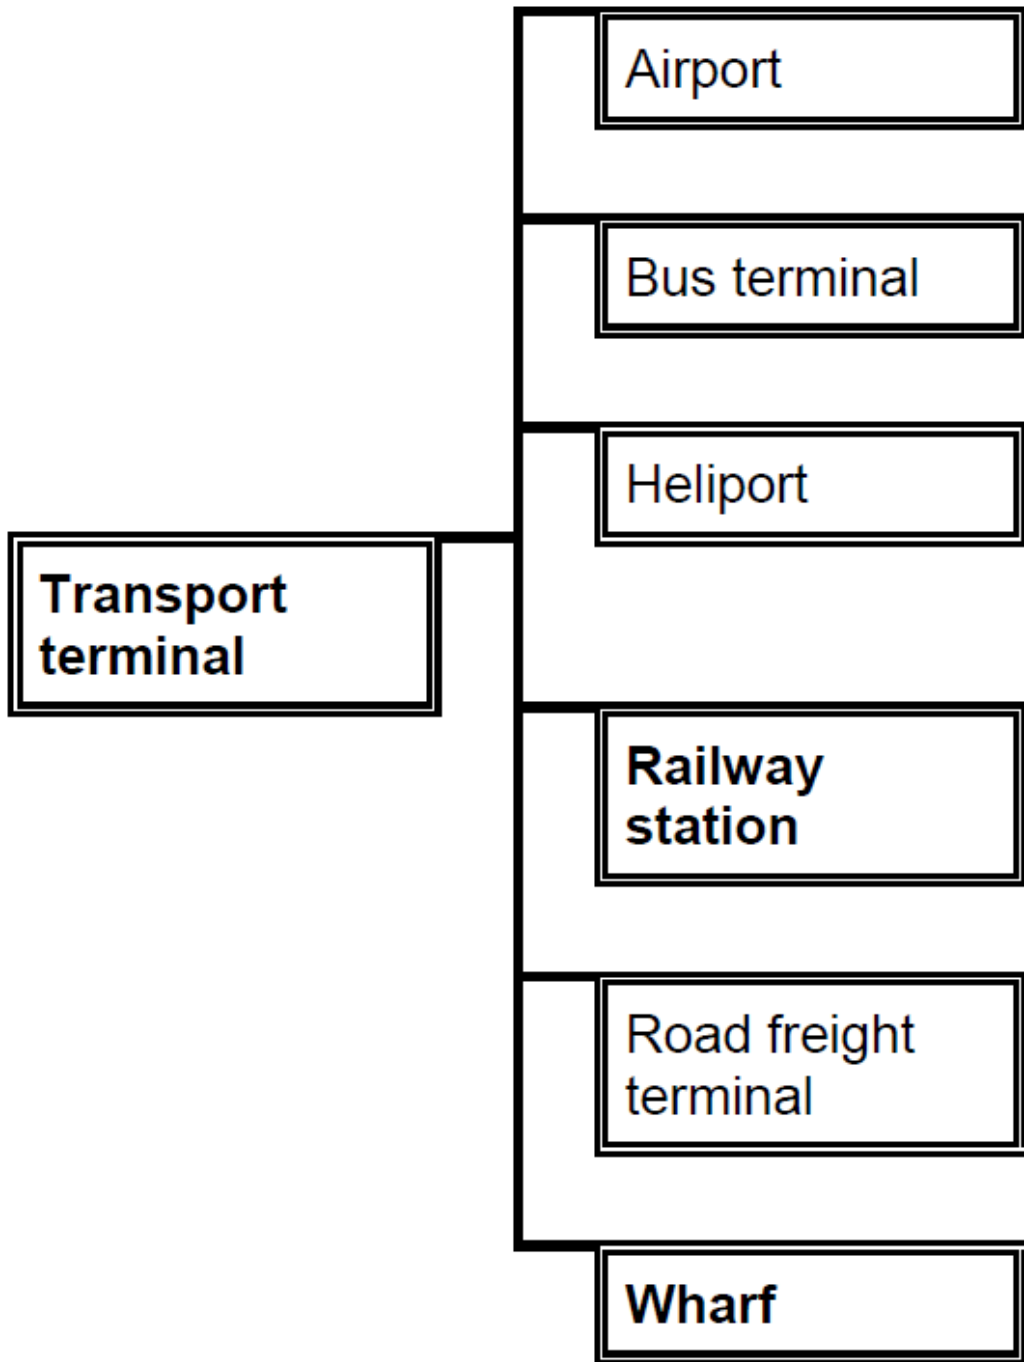 Airport
Bus terminal
Heliport
Transport
terminal
Railway
station
Road freight
terminal
Wharf